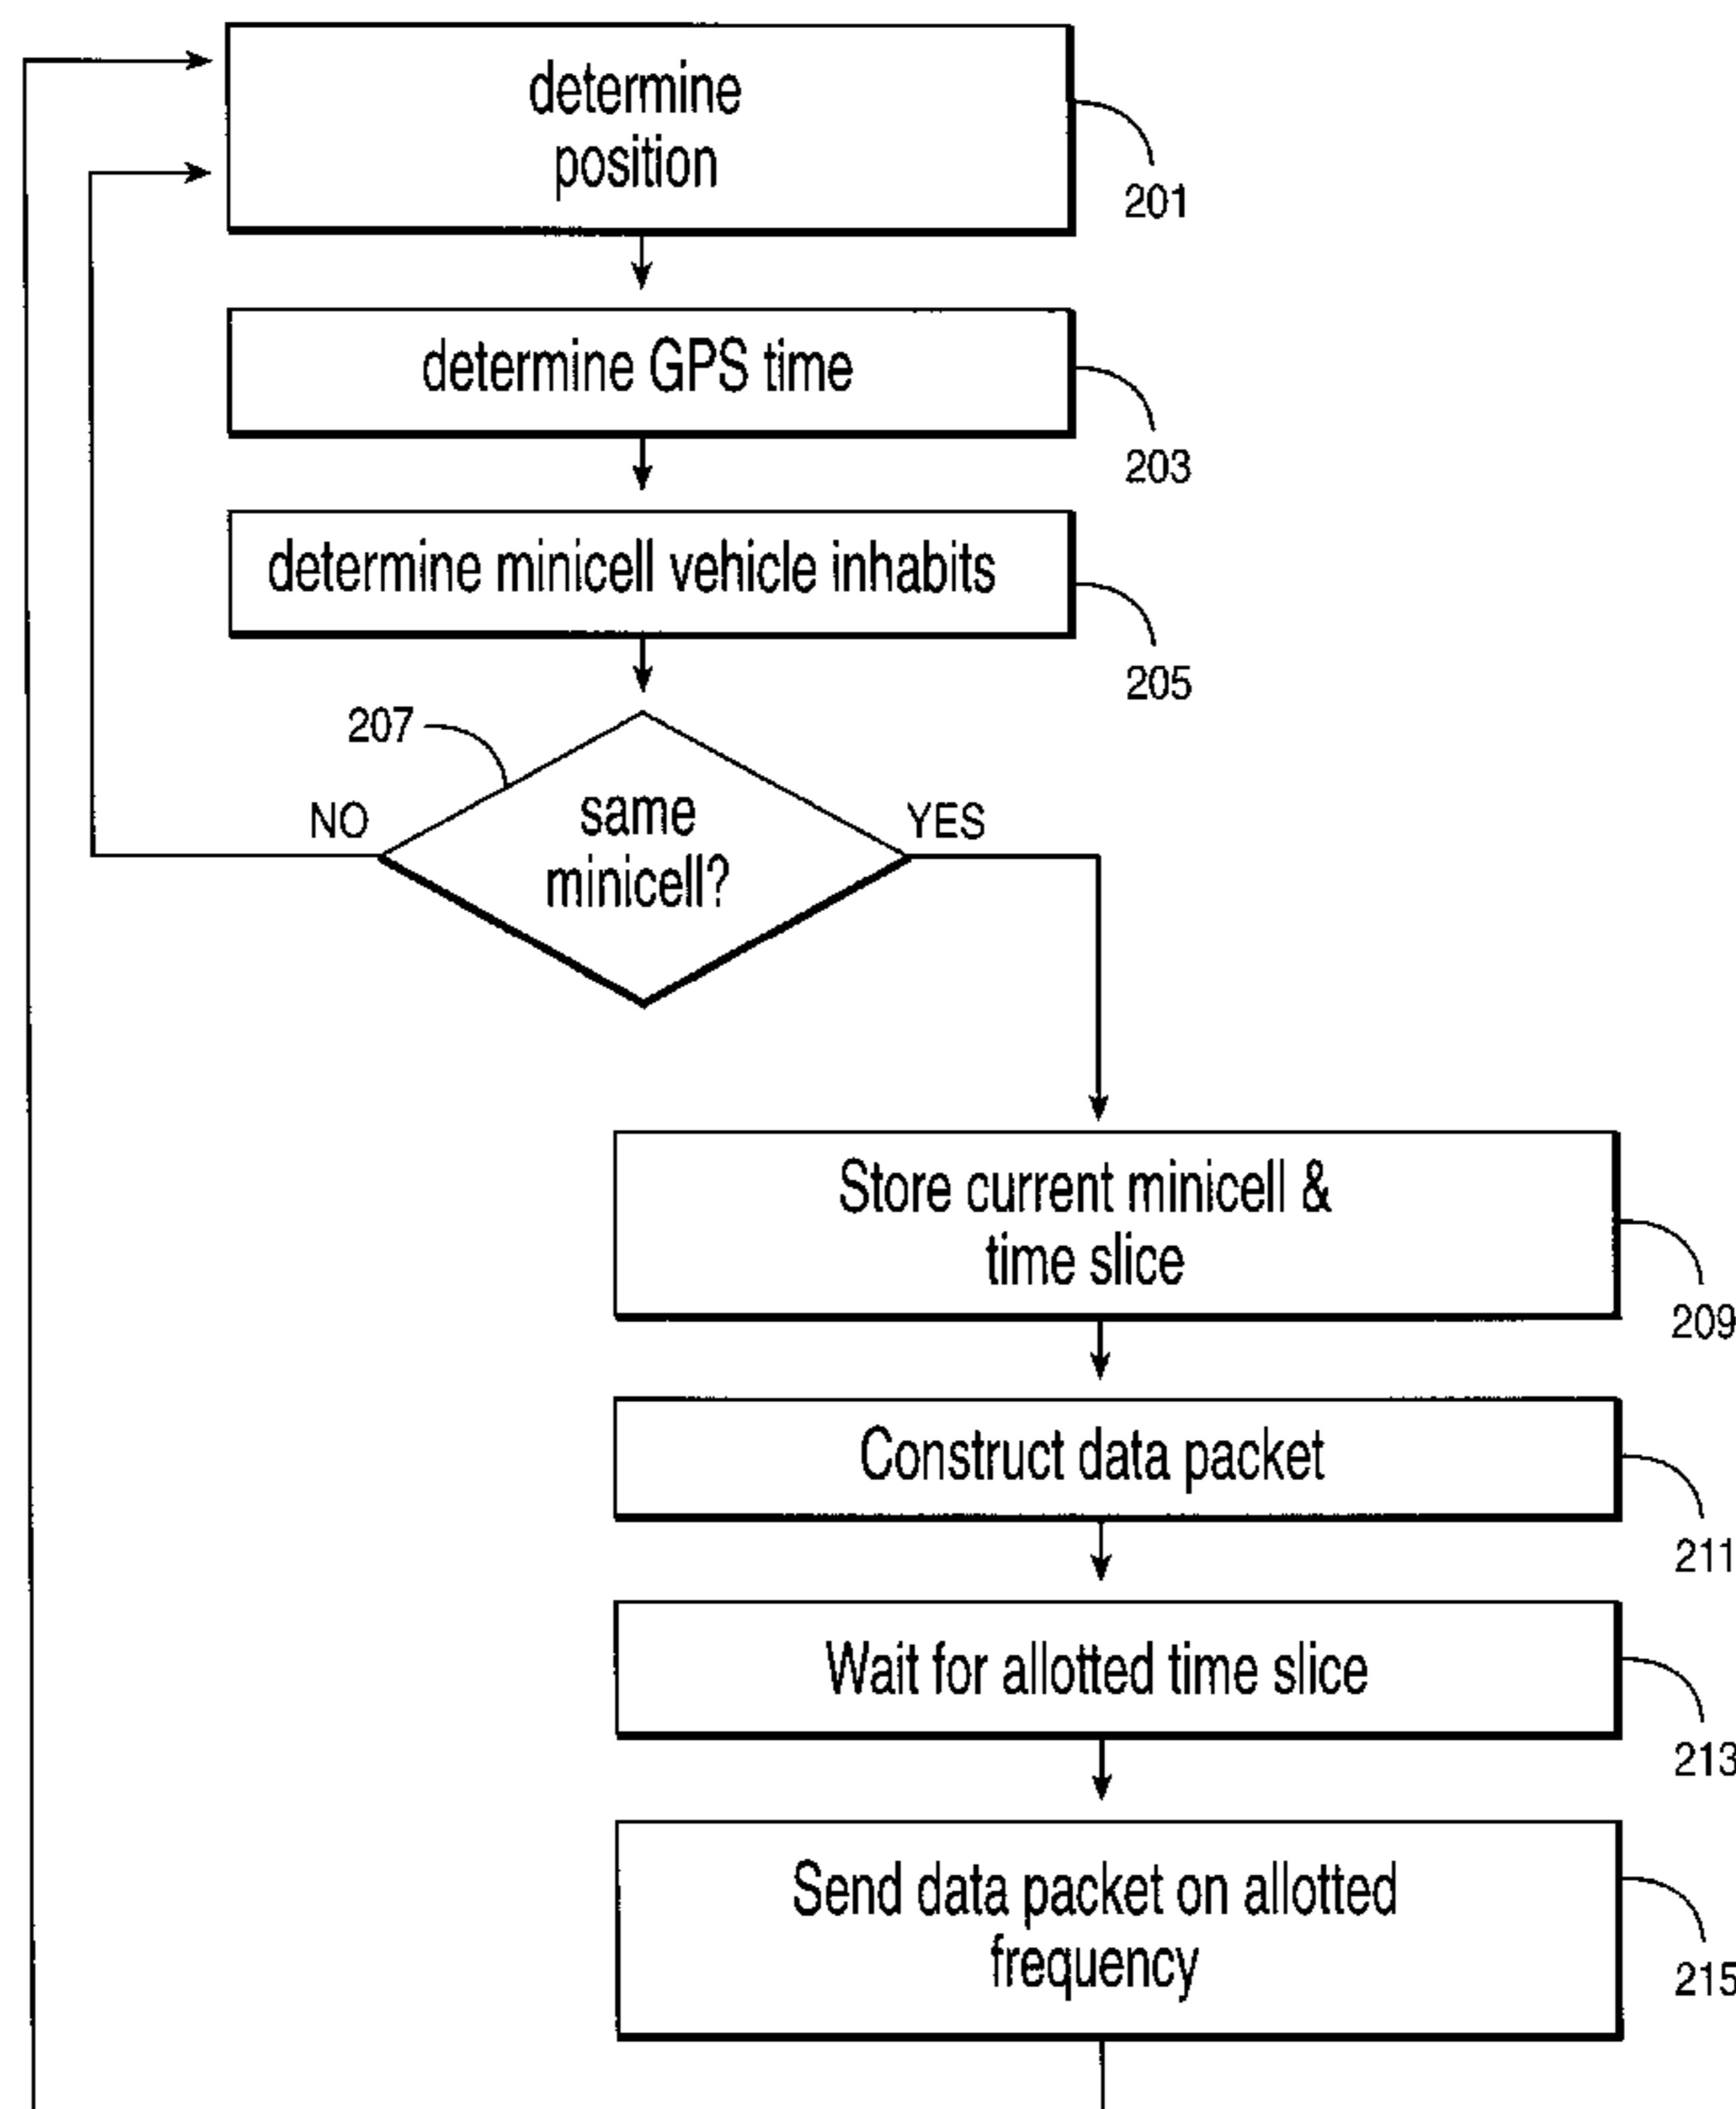 determine
position
201
determine GPS time
203
determine minicell vehicle inhabits
205
207
NO
same
minicell?
YES
Store current minicell &
time slice
209
Construct data packet
211
Wait for allotted time slice
213
Send data packet on allotted
frequency
215